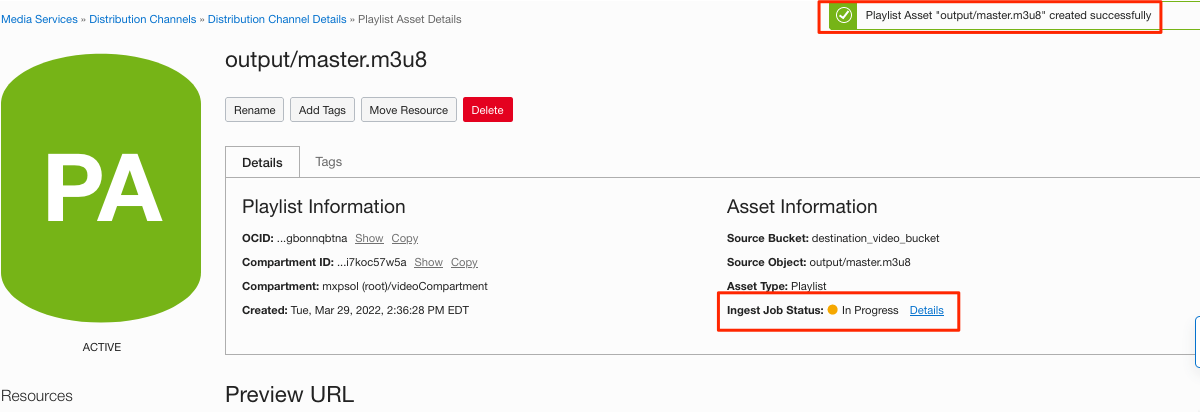 Media Services » Distribution Channels » Distribution Channel Details » Playlist Asset Details
Playlist Asset "output/master.m3u8" created successfully
output/master.m3u8
Rename Add Tags Move Resource Delete
PA
ACTIVE
Details Tags
Playlist Information
OCID: ...gbonnqbtna Show Copy
Compartment ID: ...i7koc57w5a Show Copy
Compartment: mxpsol (root)/videoCompartment
Created: Tue, Mar 29, 2022, 2:36:28 PM EDT
Asset Information
Source Bucket: destination_video_bucket
Source Object: output/master.m3u8
Asset Type: Playlist
Ingest Job Status: In Progress Details
Resources
Preview URL